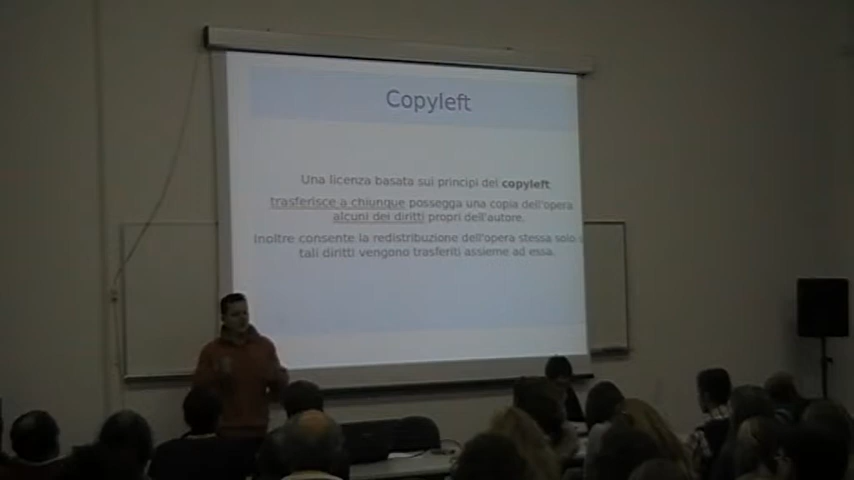 Copyleft
Una licenza basata sui principi del copyleft
trasferisce a chiunque possegga una copia dell'opera
alcuni dei diritti propri dell'autore.
Inoltre consente la redistribuzione dell'opera stessa solo
tali diritti vengono trasferiti assieme ad essa.